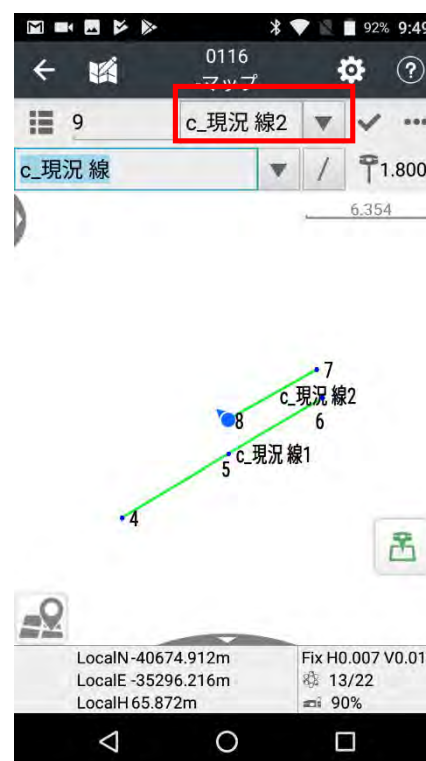 92% 9:49
0116
-マップ
9 c_現況 線2
c_現況 線 / 1.800
6.354
7
c_現況 線2
8 6
5 c_現況 線1
4
LocalN -40674.912m Fix H0.007 V0.01
LocalE -35296.216m 13/22
LocalH 65.872m 90%